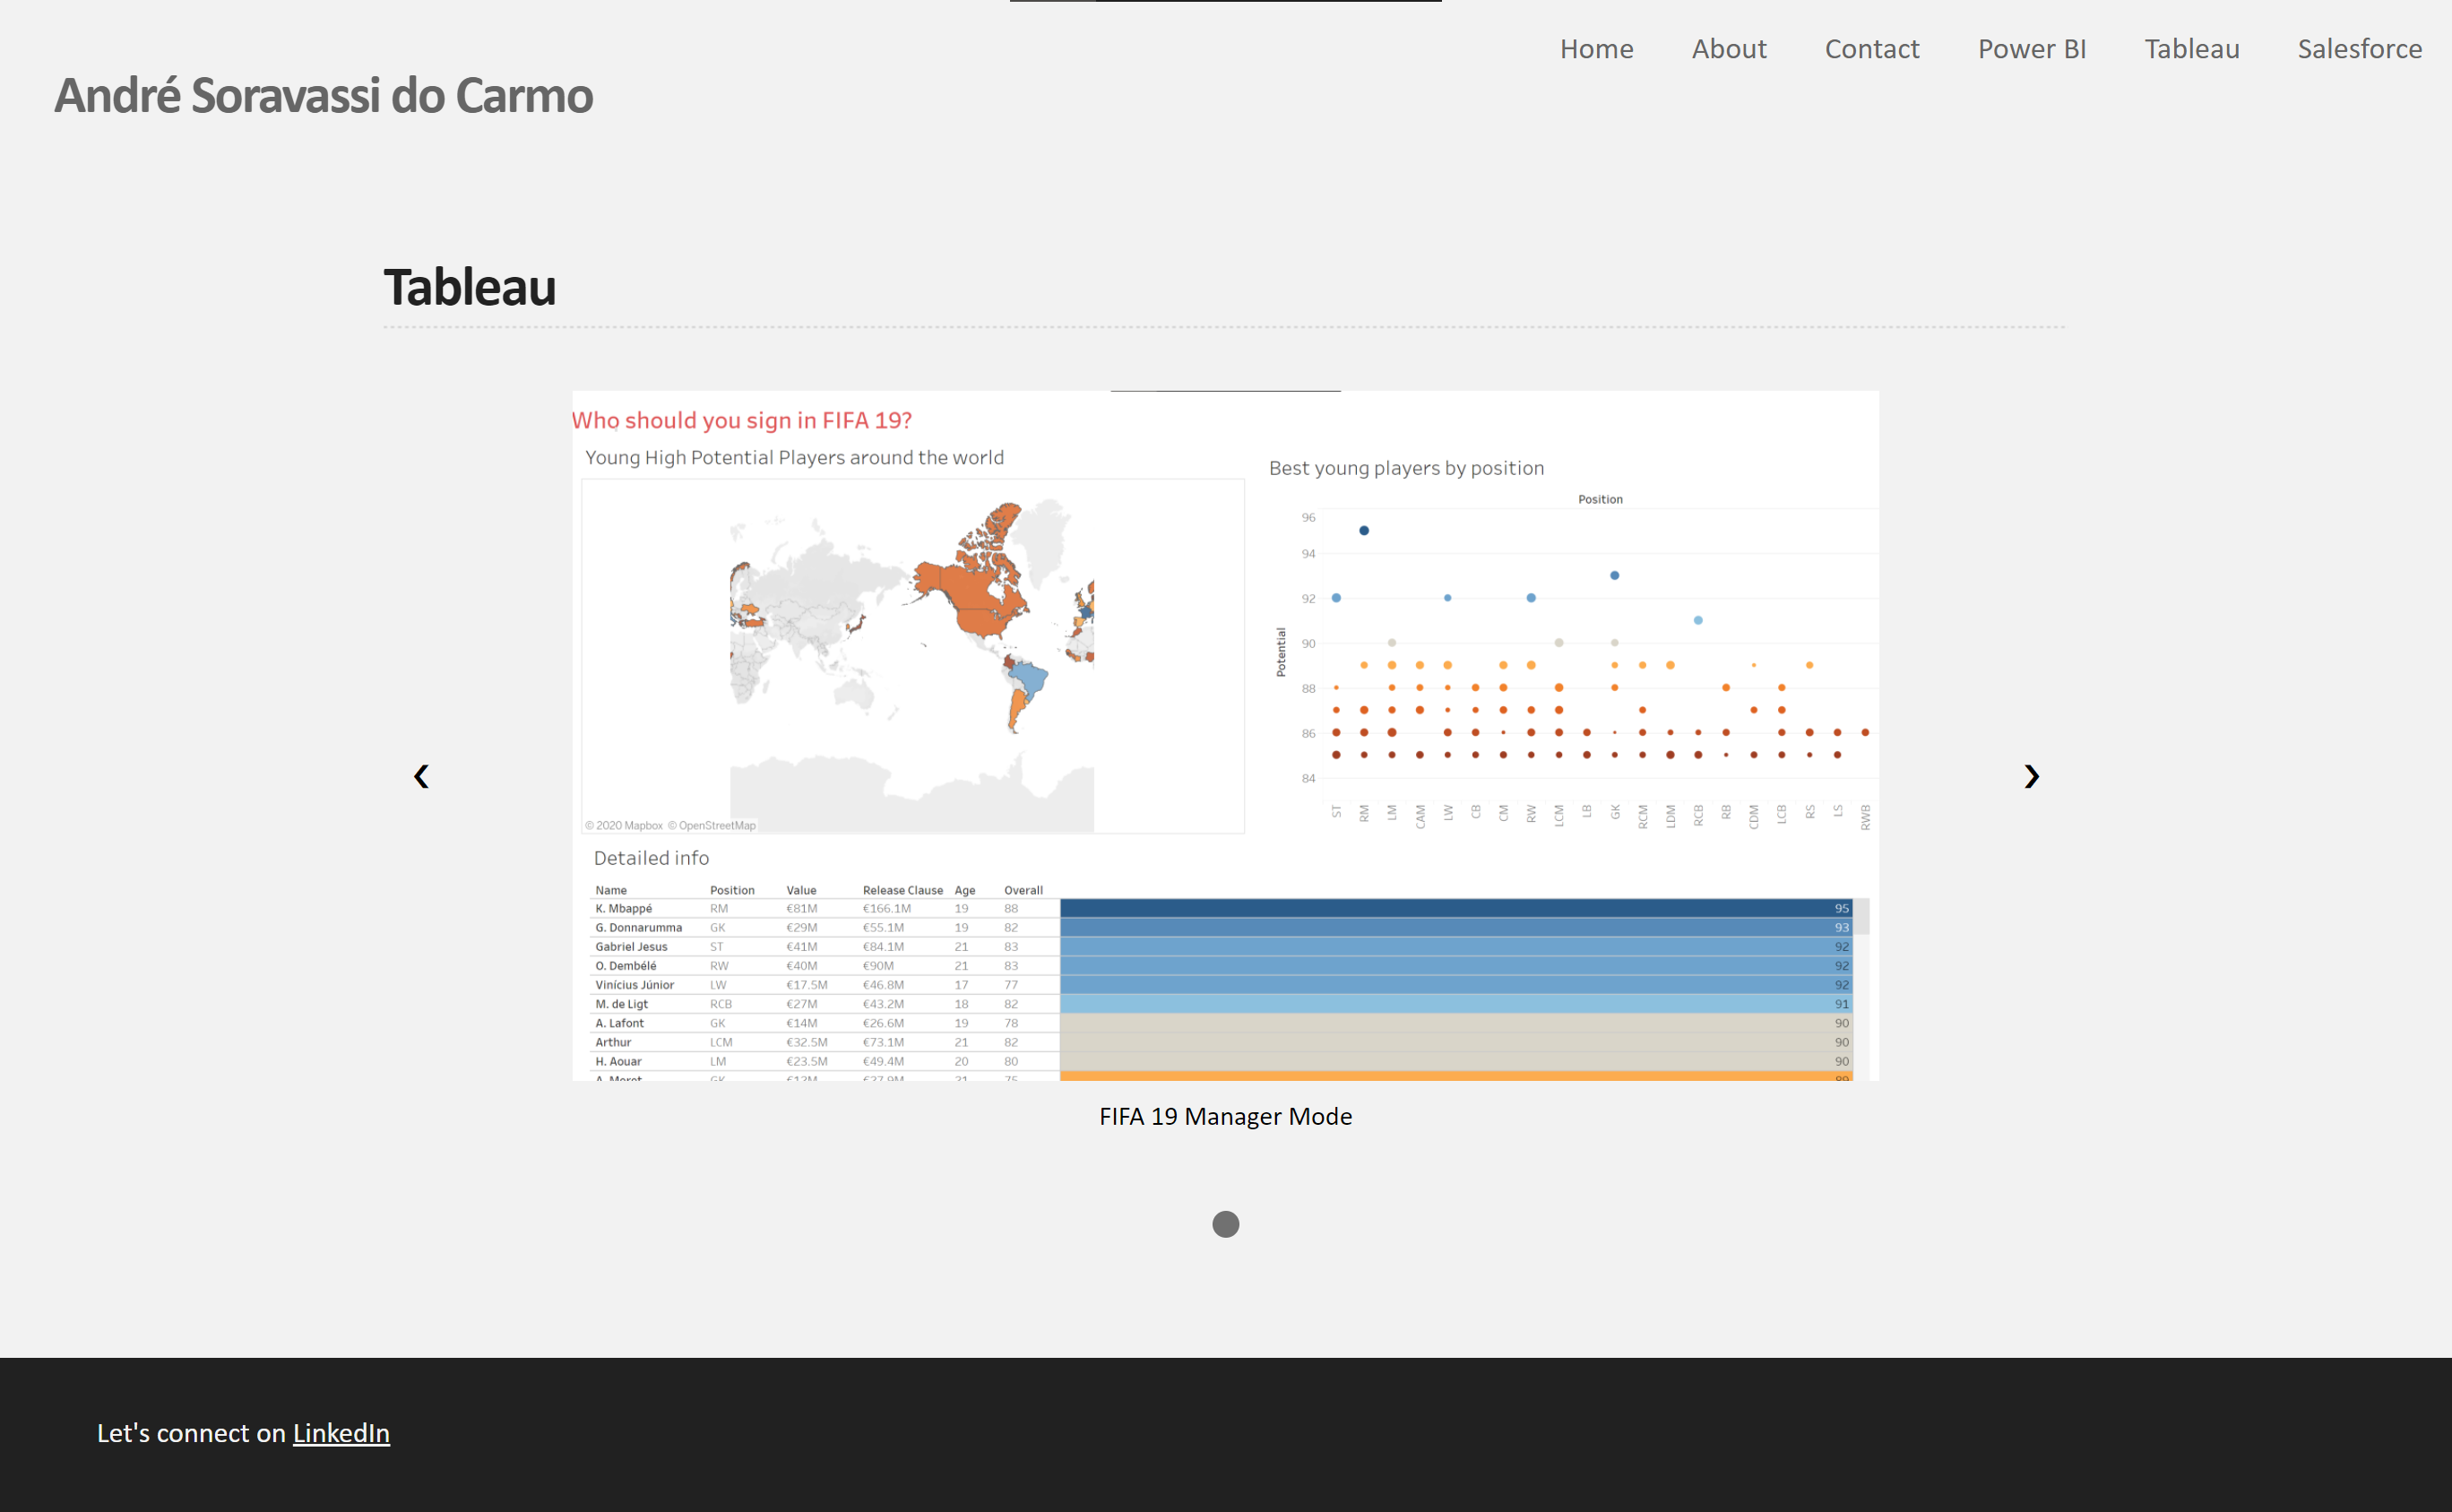 Home About Contact Power BI Tableau Salesforce
André Soravassi do Carmo
Tableau
Who should you sign in FIFA 19?
Young High Potential Players around the world
© 2020 Mapbox © OpenStreetMap
Best young players by position
Position
Potential
96
94
92
90
88
86
84
ST RM LM CAM LW CB CM RW LCM LB GK RCM LDM RCB RB CDM LCB RS LS RWB
Detailed info
Name Position Value Release Clause Age Overall
K. Mbappé RM €81M €166.1M 19 88 95
G. Donnarumma GK €29M €55.1M 19 82 93
Gabriel Jesus ST €41M €84.1M 21 83 92
O. Dembélé RW €40M €90M 21 83 92
Vinícius Júnior LW €17.5M €46.8M 17 77 92
M. de Ligt RCB €27M €43.2M 18 82 91
A. Lafont GK €14M €26.6M 19 78 90
Arthur LCM €32.5M €73.1M 21 82 90
H. Aouar LM €23.5M €49.4M 20 80 90
A. Meret GK €12M €27.9M 21 75 89
‹
›
FIFA 19 Manager Mode
Let's connect on LinkedIn